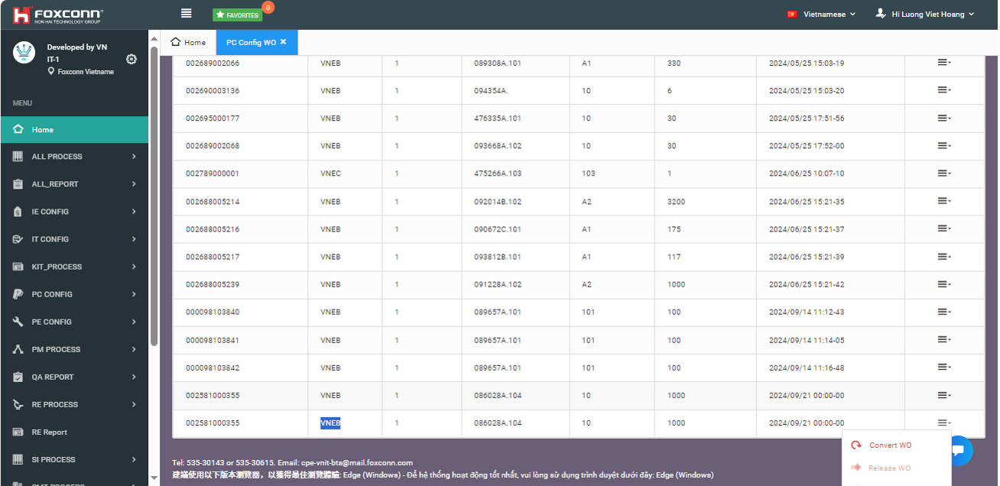 FOXCONN®
HON HAI TECHNOLOGY GROUP
FAVORITES
0
Vietnamese
Hi Luong Viet Hoang
Developed by VN
IT-1
Foxconn Vietname
MENU
Home
ALL PROCESS
ALL_REPORT
IE CONFIG
IT CONFIG
KIT_PROCESS
PC CONFIG
PE CONFIG
PM PROCESS
QA REPORT
RE PROCESS
RE Report
SI PROCESS
SMT PROCESS
Home PC Config WO
002689002066 VNEB 1 089308A.101 A1 330 2024/05/25 15:03-19
002690003136 VNEB 1 094354A. 10 6 2024/05/25 15:03-20
002695000177 VNEB 1 476335A.101 10 30 2024/05/25 17:51-56
002689002068 VNEB 1 093668A.102 10 30 2024/05/25 17:52-00
002789000001 VNEC 1 475266A.103 103 1 2024/06/25 10:07-10
002688005214 VNEB 1 092014B.102 A2 3200 2024/06/25 15:21-35
002688005216 VNEB 1 090672C.101 A1 175 2024/06/25 15:21-37
002688005217 VNEB 1 093812B.101 A1 117 2024/06/25 15:21-39
002688005239 VNEB 1 091228A.102 A2 1000 2024/06/25 15:21-42
000098103840 VNEB 1 089657A.101 101 100 2024/09/14 11:12-43
000098103841 VNEB 1 089657A.101 101 100 2024/09/14 11:14-05
000098103842 VNEB 1 089657A.101 101 100 2024/09/14 11:16-48
002581000355 VNEB 1 086028A.104 10 1000 2024/09/21 00:00-00
002581000355 VNEB 1 086028A.104 10 1000 2024/09/21 00:00-00
Convert WO
Release WO
Tel: 535-30143 or 535-30615. Email: cpe-vnit-bts@mail.foxconn.com
建議使用以下版本瀏覽器，以獲得最佳瀏覽體驗: Edge (Windows) - Để hệ thống hoạt động tốt nhất, vui lòng sử dụng trình duyệt dưới đây: Edge (Windows)